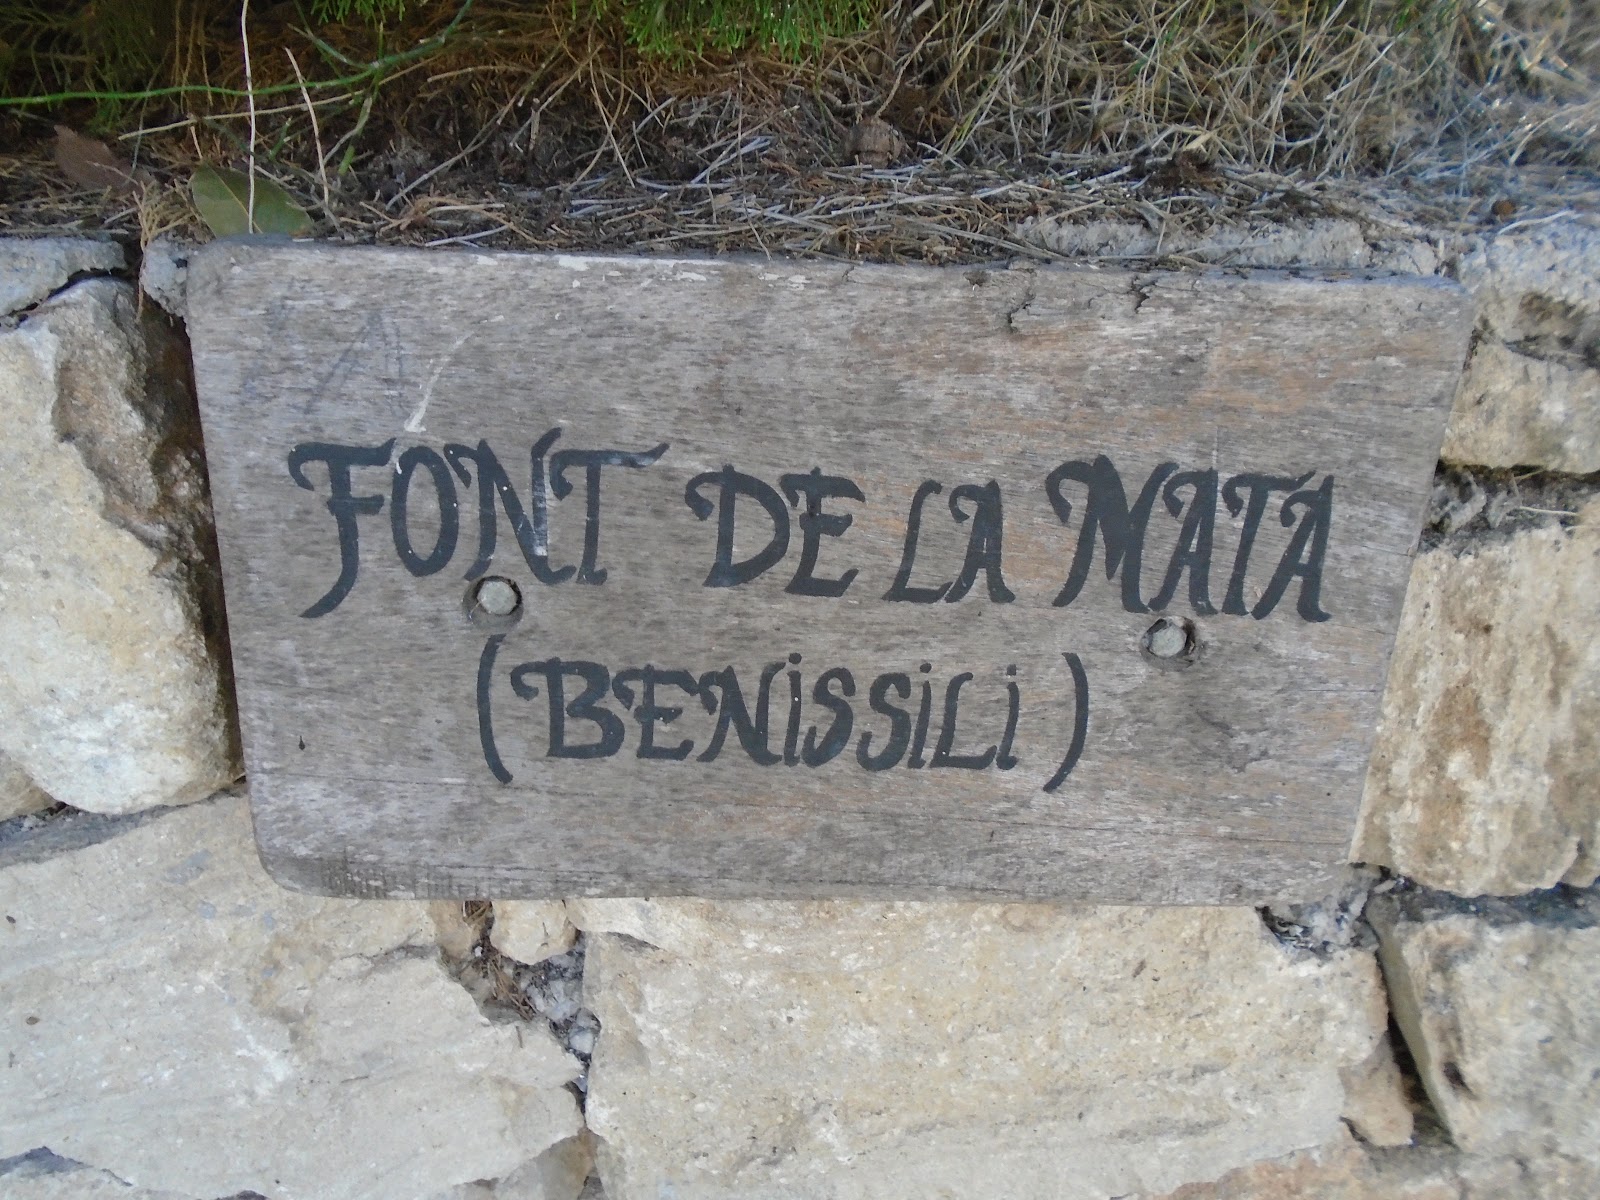 FONT DE LA MATA
(BENiSSiLi)